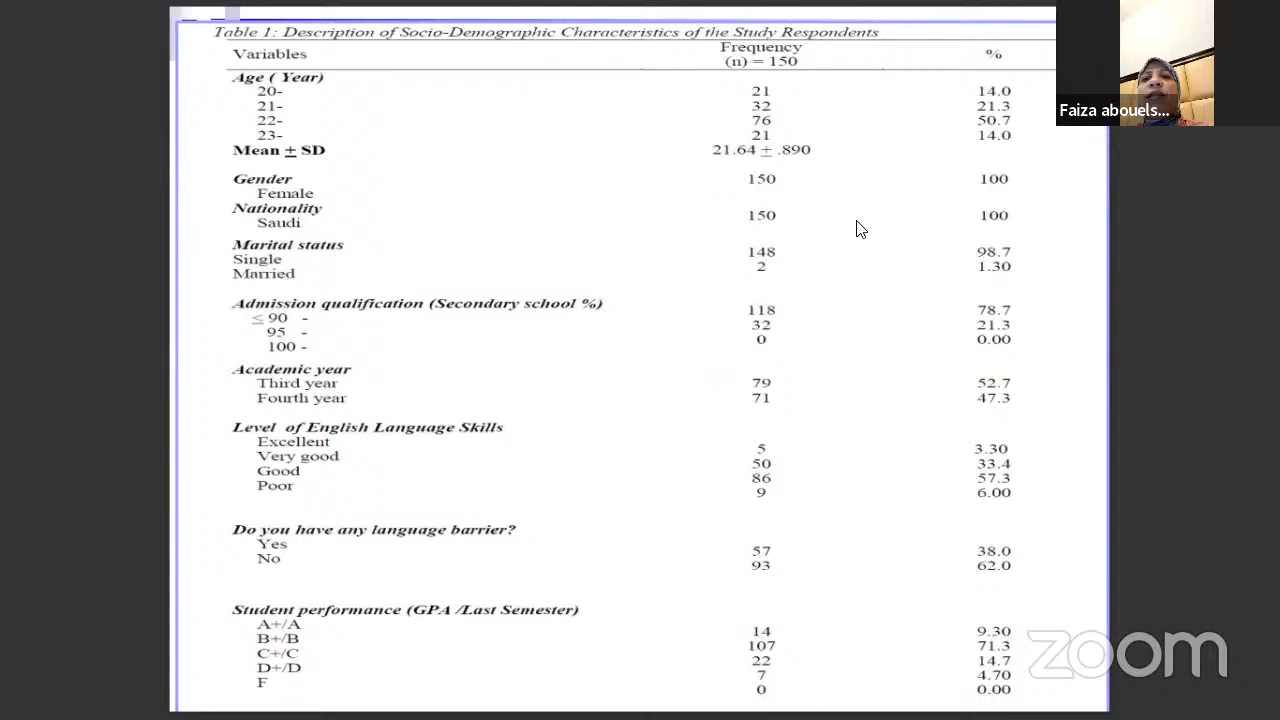 Table 1: Description of Socio-Demographic Characteristics of the Study Respondents
Variables Frequency (n) = 150 %
Age ( Year)
20- 21 14.0
21- 32 21.3
22- 76 50.7
23- 21 14.0
Mean ± SD 21.64 ± .890
Gender 150 100
Female
Nationality 150 100
Saudi
Marital status
Single 148 98.7
Married 2 1.30
Admission qualification (Secondary school %)
≤ 90 - 118 78.7
95 - 32 21.3
100 - 0 0.00
Academic year
Third year 79 52.7
Fourth year 71 47.3
Level of English Language Skills
Excellent 5 3.30
Very good 50 33.4
Good 86 57.3
Poor 9 6.00
Do you have any language barrier?
Yes 57 38.0
No 93 62.0
Student performance (GPA /Last Semester)
A+/A 14 9.30
B+/B 107 71.3
C+/C 22 14.7
D+/D 7 4.70
F 0 0.00
Faiza abouels...
zoom